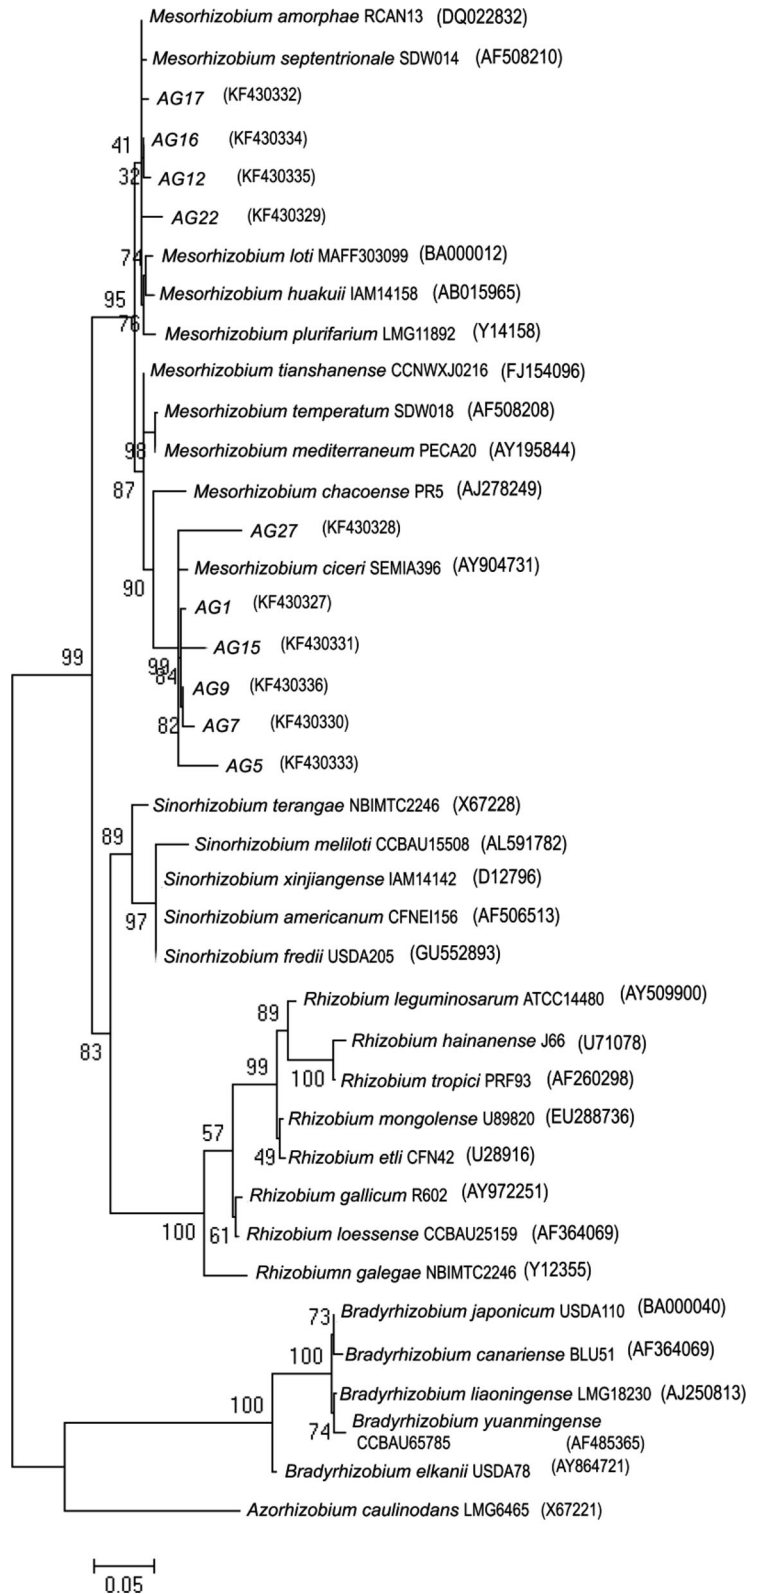 Mesorhizobium amorphae RCAN13 (DQ022832)
Mesorhizobium septentrionale SDW014 (AF508210)
AG17 (KF430332)
41 AG16 (KF430334)
32 AG12 (KF430335)
AG22 (KF430329)
74 Mesorhizobium loti MAFF303099 (BA000012)
Mesorhizobium huakuii IAM14158 (AB015965)
95
76 Mesorhizobium plurifarium LMG11892 (Y14158)
Mesorhizobium tianshanense CCNWXJ0216 (FJ154096)
Mesorhizobium temperatum SDW018 (AF508208)
98 Mesorhizobium mediterraneum PECA20 (AY195844)
87 Mesorhizobium chacoense PR5 (AJ278249)
AG27 (KF430328)
Mesorhizobium ciceri SEMIA396 (AY904731)
90
AG1 (KF430327)
AG15 (KF430331)
99
99
84
AG9 (KF430336)
82 AG7 (KF430330)
AG5 (KF430333)
Sinorhizobium terangae NBIMTC2246 (X67228)
89 Sinorhizobium meliloti CCBAU15508 (AL591782)
Sinorhizobium xinjiangense IAM14142 (D12796)
97 Sinorhizobium americanum CFNEI156 (AF506513)
Sinorhizobium fredii USDA205 (GU552893)
Rhizobium leguminosarum ATCC14480 (AY509900)
89
Rhizobium hainanense J66 (U71078)
83
99
100 Rhizobium tropici PRF93 (AF260298)
Rhizobium mongolense U89820 (EU288736)
57
49 Rhizobium etli CFN42 (U28916)
Rhizobium gallicum R602 (AY972251)
100 61 Rhizobium loessense CCBAU25159 (AF364069)
Rhizobiumn galegae NBIMTC2246 (Y12355)
73 Bradyrhizobium japonicum USDA110 (BA000040)
100 Bradyrhizobium canariense BLU51 (AF364069)
Bradyrhizobium liaoningense LMG18230 (AJ250813)
100
74 Bradyrhizobium yuanmingense
CCBAU65785 (AF485365)
Bradyrhizobium elkanii USDA78 (AY864721)
Azorhizobium caulinodans LMG6465 (X67221)
0.05